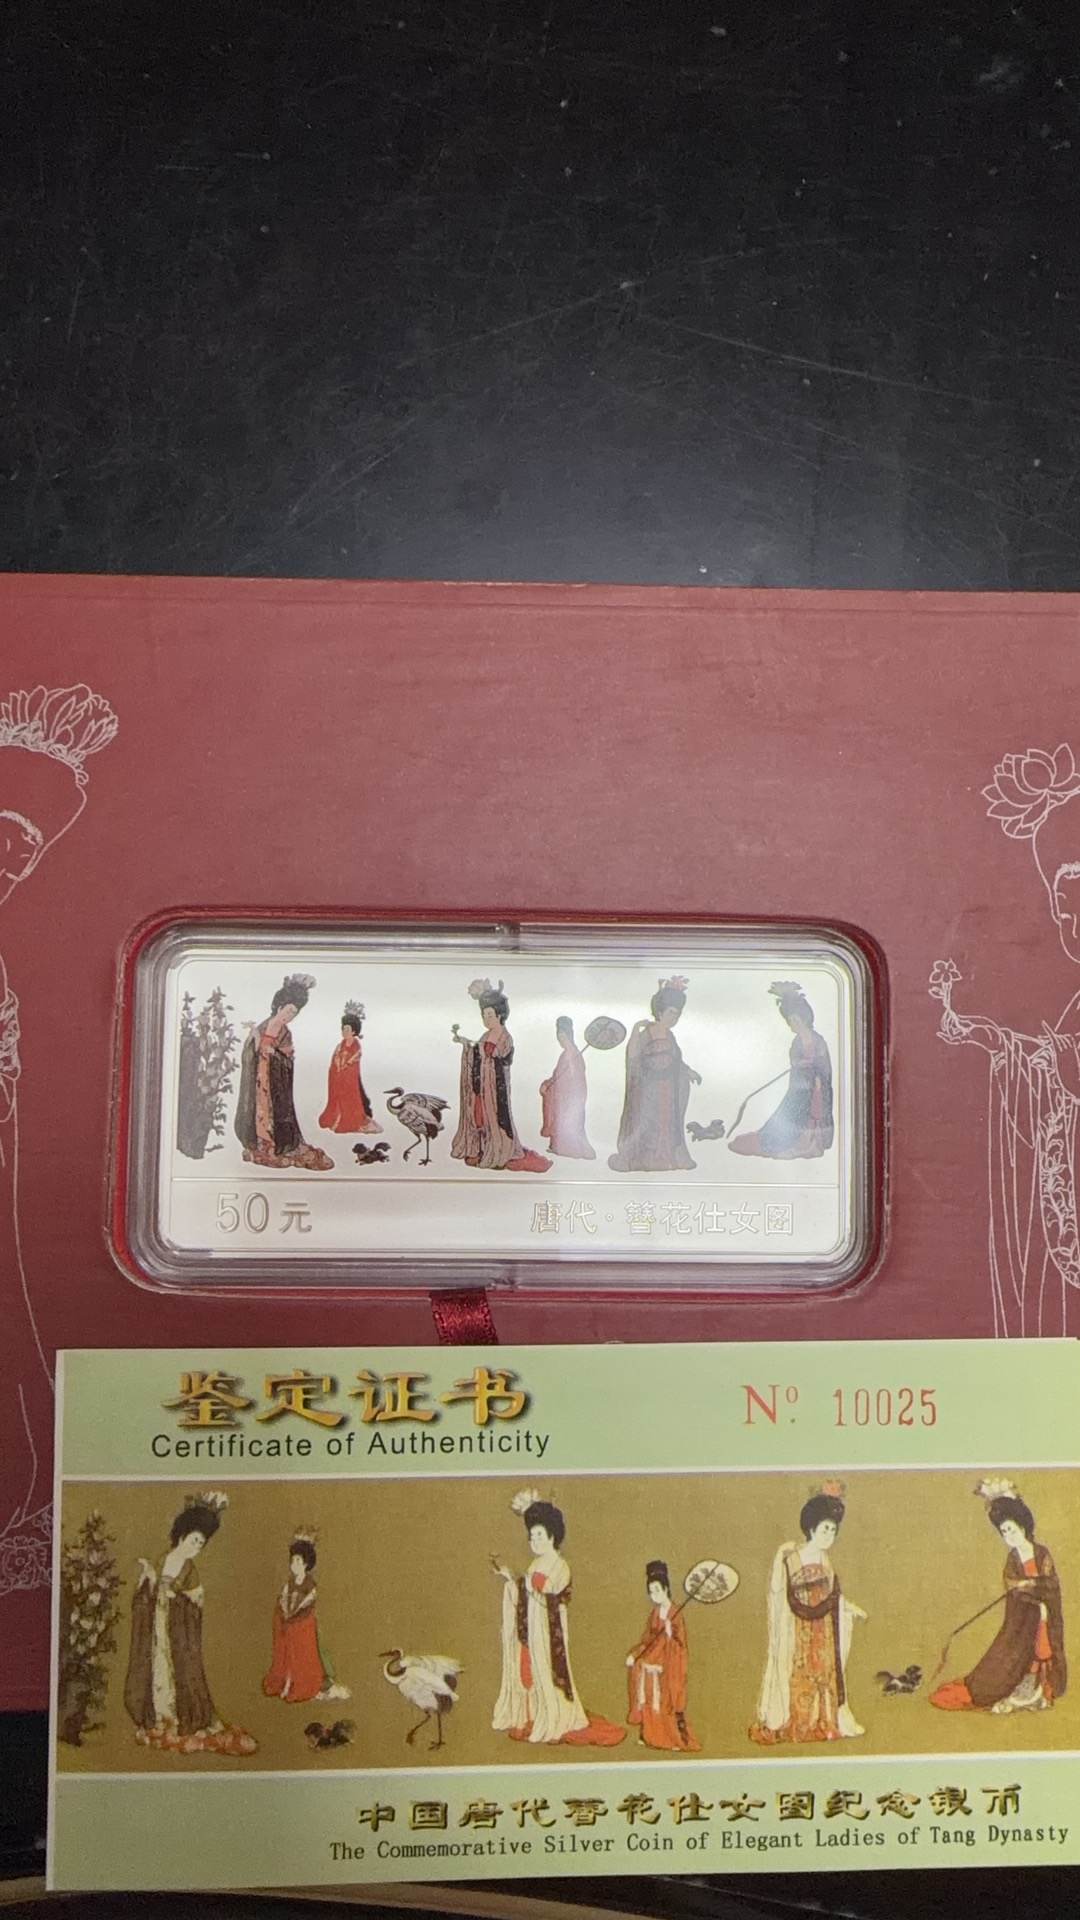 50元
唐代·簪花仕女图
鉴定证书
Certificate of Authenticity
Nº. 10025
中国唐代簪花仕女图纪念银币
The Commemorative Silver Coin of Elegant Ladies of Tang Dynasty